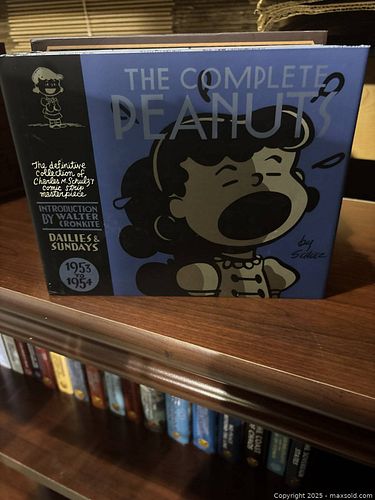 THE COMPLETE
PEANUTS
The definitive
collection of
Charles M. Schulz's
comic strip
masterpiece
INTRODUCTION
BY WALTER
CRONKITE
DAILIES &
SUNDAYS
1953
TO
1954
by
Schulz
Copyright 2025 - maxsold.com